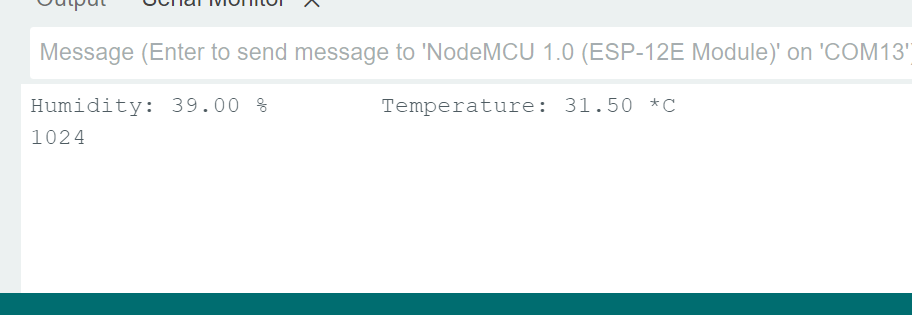 Output Serial Monitor
Message (Enter to send message to 'NodeMCU 1.0 (ESP-12E Module)' on 'COM13')
Humidity: 39.00 % Temperature: 31.50 *C
1024